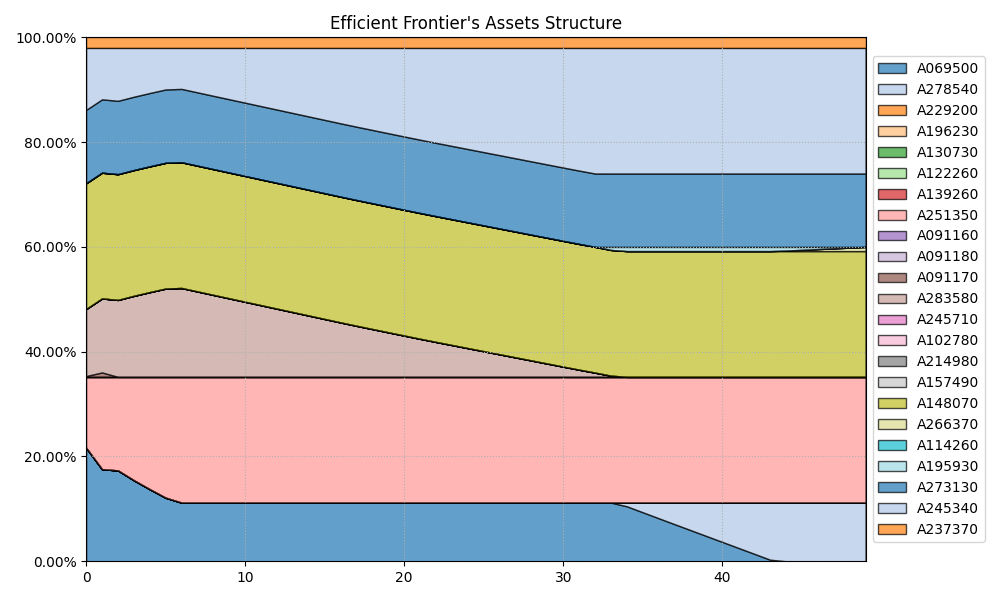 Efficient Frontier's Assets Structure
100.00%
80.00%
60.00%
40.00%
20.00%
0.00%
0
10
20
30
40
A069500
A278540
A229200
A196230
A130730
A122260
A139260
A251350
A091160
A091180
A091170
A283580
A245710
A102780
A214980
A157490
A148070
A266370
A114260
A195930
A273130
A245340
A237370